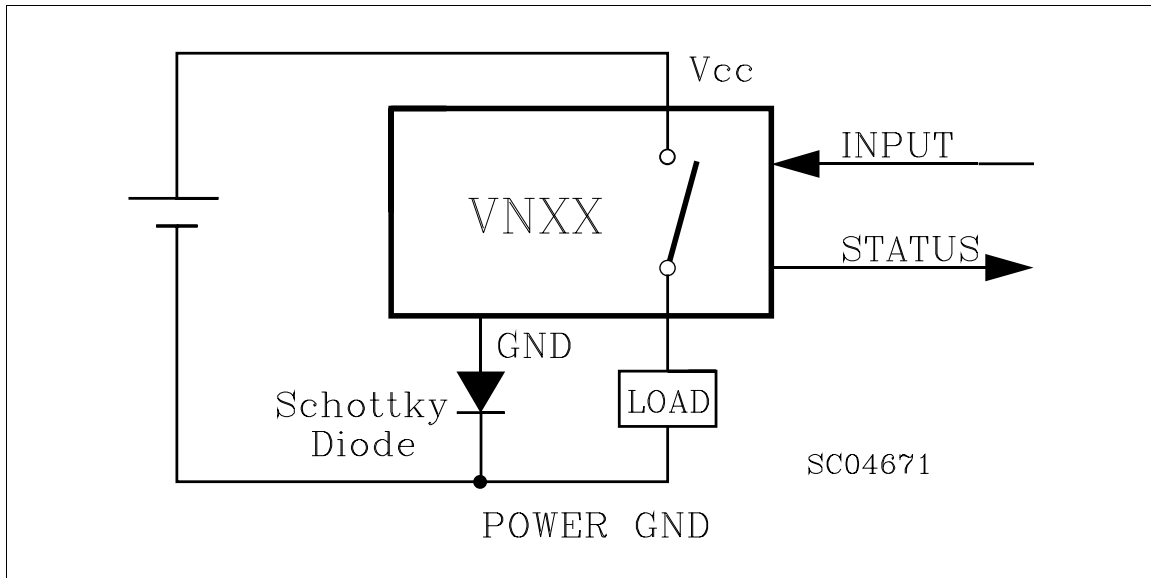 Vcc
INPUT
VNXX
STATUS
GND
Schottky
Diode
LOAD
SC04671
POWER GND